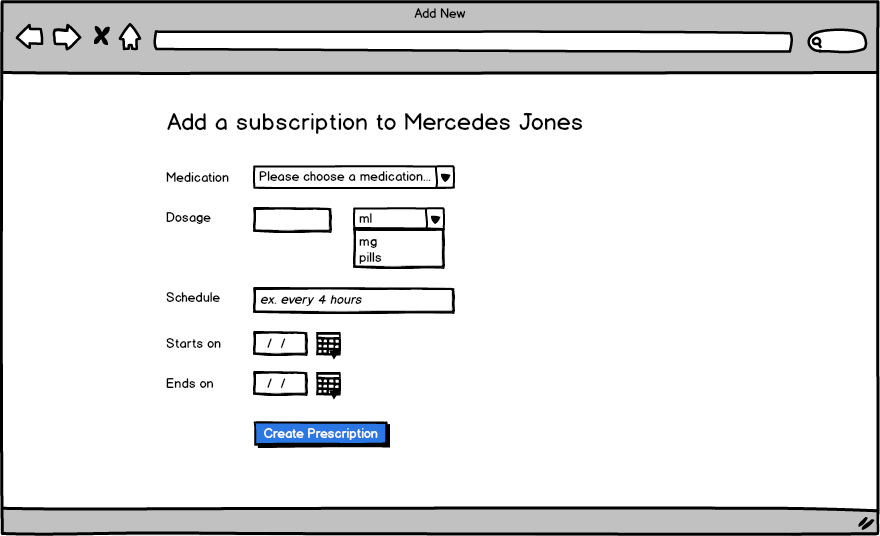 Add New
Add a subscription to Mercedes Jones
Medication Please choose a medication...
Dosage ml
mg
pills
Schedule ex. every 4 hours
Starts on / /
Ends on / /
Create Prescription